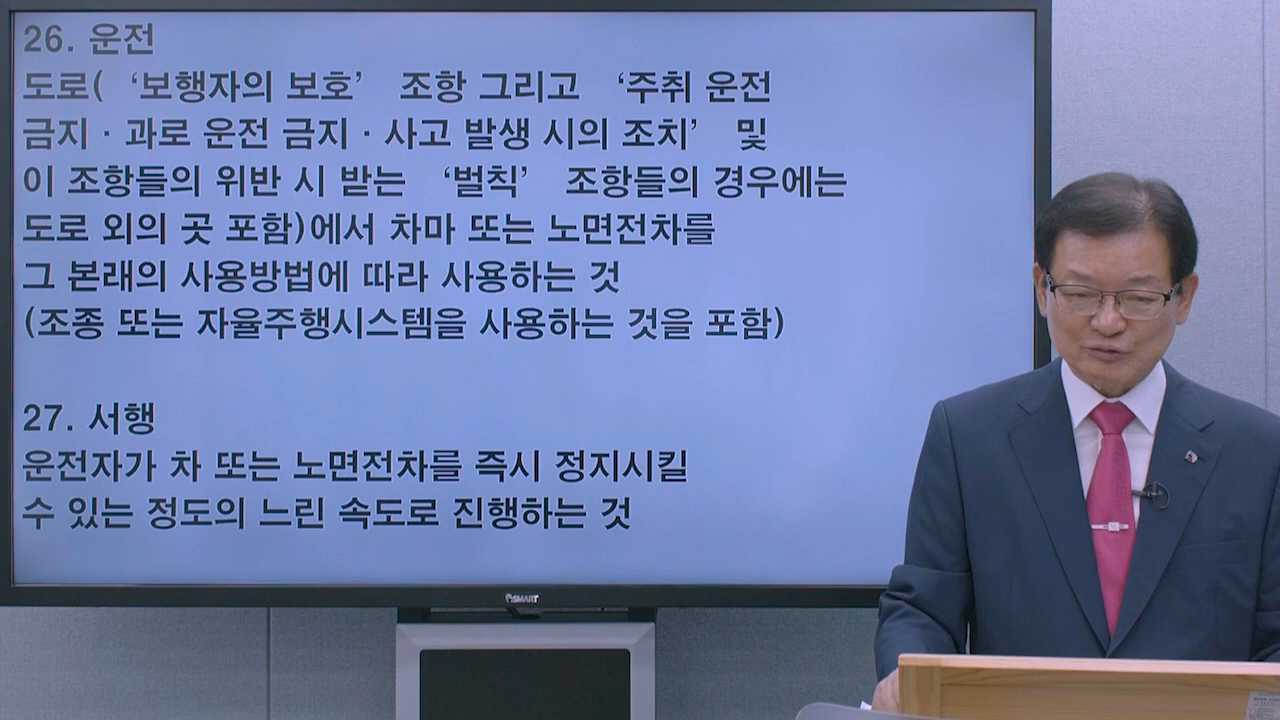 26. 운전
도로(‘보행자의 보호’ 조항 그리고 ‘주취 운전
금지·과로 운전 금지·사고 발생 시의 조치’ 및
이 조항들의 위반 시 받는 ‘벌칙’ 조항들의 경우에는
도로 외의 곳 포함)에서 차마 또는 노면전차를
그 본래의 사용방법에 따라 사용하는 것
(조종 또는 자율주행시스템을 사용하는 것을 포함)
27. 서행
운전자가 차 또는 노면전차를 즉시 정지시킬
수 있는 정도의 느린 속도로 진행하는 것
SMART